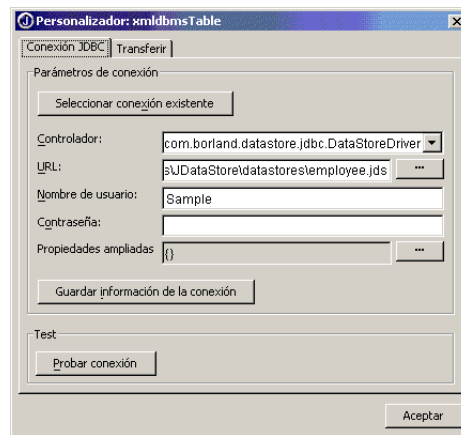 Personalizador: xmldbmsTable
Conexión JDBC Transferir
Parámetros de conexión
Seleccionar conexión existente
Controlador: com.borland.datastore.jdbc.DataStoreDriver
URL: s\JDataStore\datastores\employee.jds ...
Nombre de usuario: Sample
Contraseña:
Propiedades ampliadas {} ...
Guardar información de la conexión
Test
Probar conexión
Aceptar